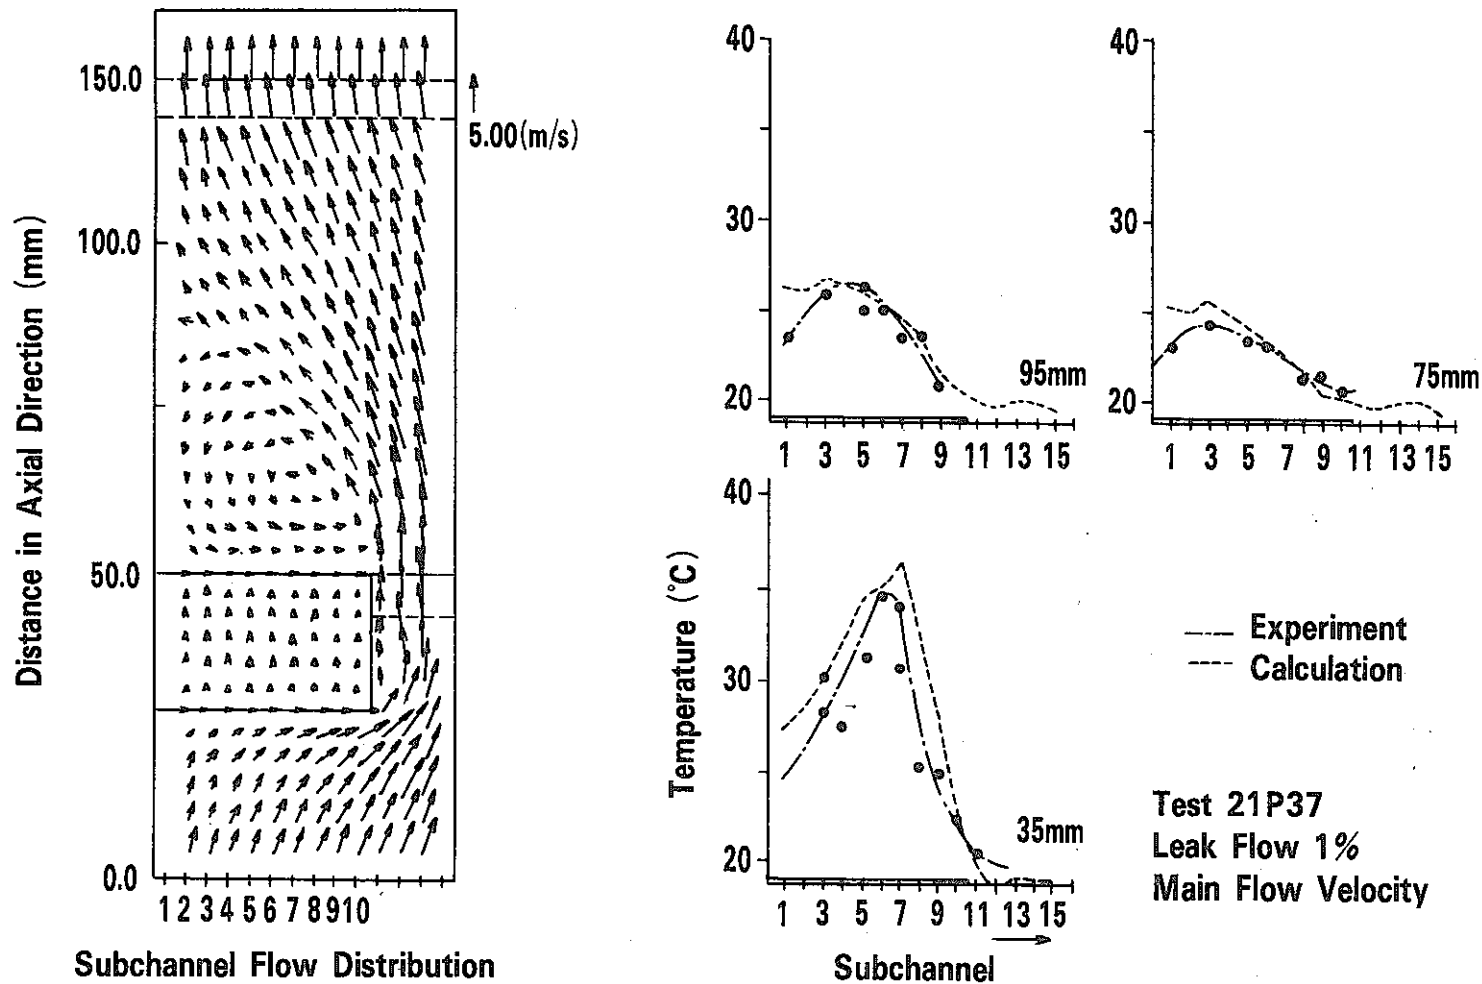 150.0
100.0
50.0
0.0
Distance in Axial Direction (mm)
5.00(m/s)
1 2 3 4 5 6 7 8 9 10
Subchannel Flow Distribution
40
30
20
95mm
1 3 5 7 9 11 13 15
40
30
20
75mm
1 3 5 7 9 11 13 15
40
30
20
Temperature (°C)
35mm
1 3 5 7 9 11 13 15
Subchannel
Experiment
Calculation
Test 21P37
Leak Flow 1%
Main Flow Velocity